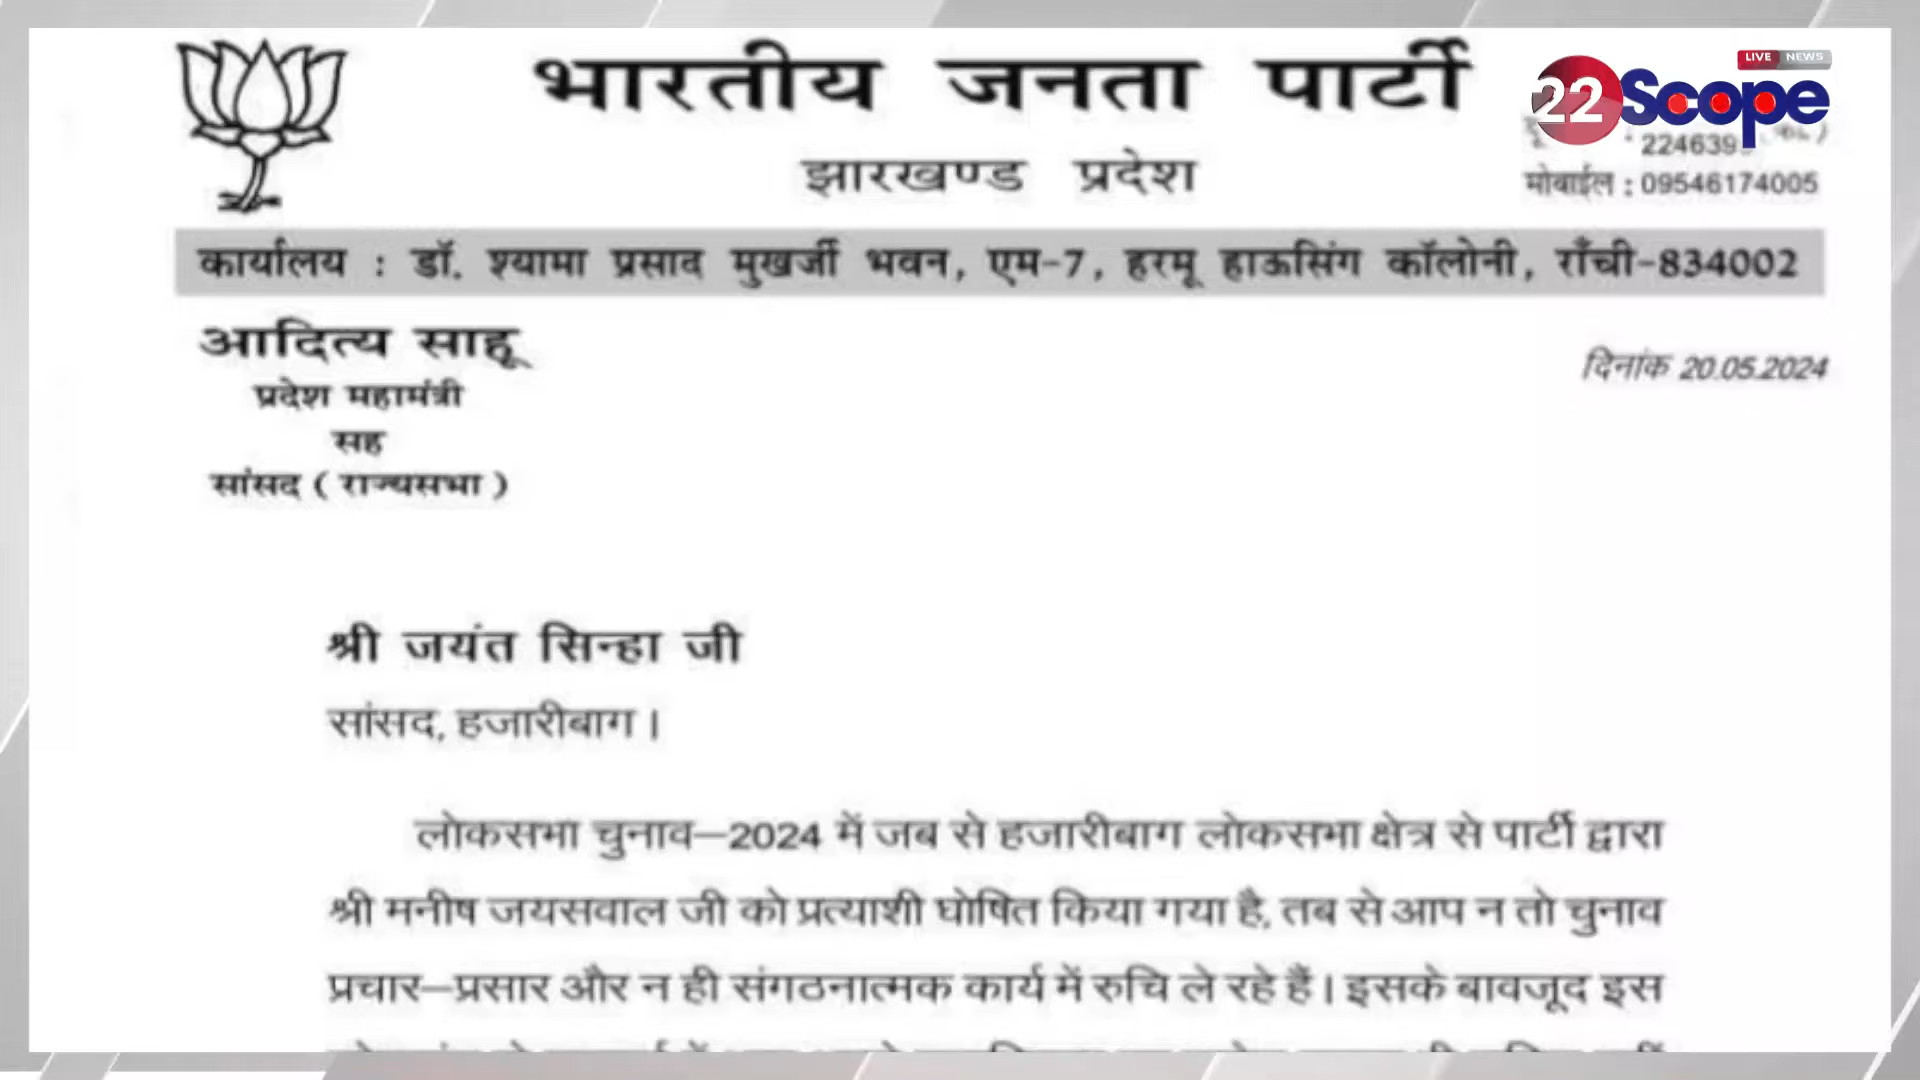 भारतीय जनता पार्टी
LIVE NEWS
22Scope
झारखण्ड प्रदेश
मोबाईल : 09546174005
कार्यालय : डॉ. श्यामा प्रसाद मुखर्जी भवन, एम-7, हरमू हाऊसिंग कॉलोनी, राँची-834002
आदित्य साहू
दिनांक 20.05.2024
प्रदेश महामंत्री
सह
सांसद ( राज्यसभा )
श्री जयंत सिन्हा जी
सांसद, हजारीबाग ।
लोकसभा चुनाव–2024 में जब से हजारीबाग लोकसभा क्षेत्र से पार्टी द्वारा
श्री मनीष जयसवाल जी को प्रत्याशी घोषित किया गया है, तब से आप न तो चुनाव
प्रचार–प्रसार और न ही संगठनात्मक कार्य में रुचि ले रहे हैं । इसके बावजूद इस